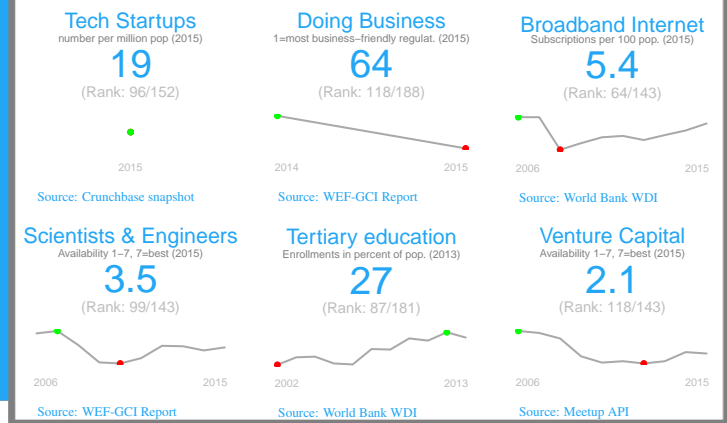 Tech Startups
number per million pop (2015)
19
(Rank: 96/152)
2015
Source: Crunchbase snapshot
Doing Business
1=most business−friendly regulat. (2015)
64
(Rank: 118/188)
2014 2015
Source: WEF-GCI Report
Broadband Internet
Subscriptions per 100 pop. (2015)
5.4
(Rank: 64/143)
2006 2015
Source: World Bank WDI
Scientists & Engineers
Availability 1−7, 7=best (2015)
3.5
(Rank: 99/143)
2006 2015
Source: WEF-GCI Report
Tertiary education
Enrollments in percent of pop. (2013)
27
(Rank: 87/181)
2002 2013
Source: World Bank WDI
Venture Capital
Availability 1−7, 7=best (2015)
2.1
(Rank: 118/143)
2006 2015
Source: Meetup API